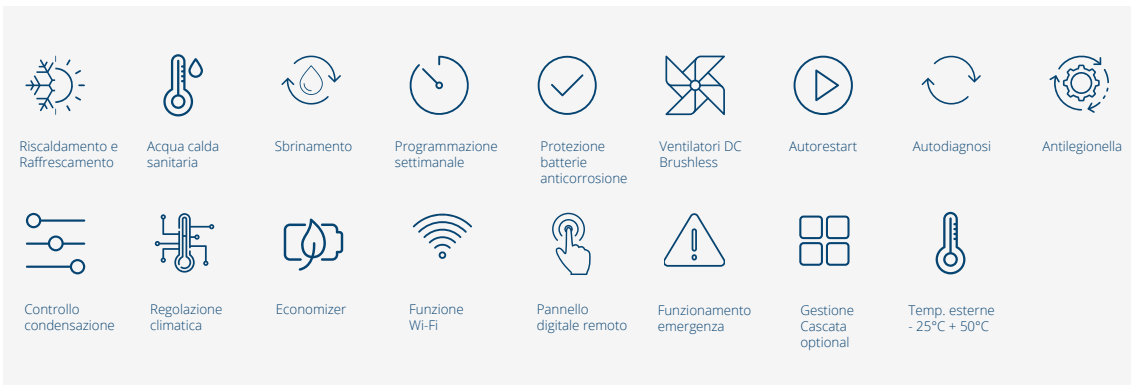 Riscaldamento e
Raffrescamento
Acqua calda
sanitaria
Sbrinamento
Programmazione
settimanale
Protezione
batterie
anticorrosione
Ventilatori DC
Brushless
Autorestart
Autodiagnosi
Antilegionella
Controllo
condensazione
Regolazione
climatica
Economizer
Funzione
Wi-Fi
Pannello
digitale remoto
Funzionamento
emergenza
Gestione
Cascata
optional
Temp. esterne
- 25°C + 50°C